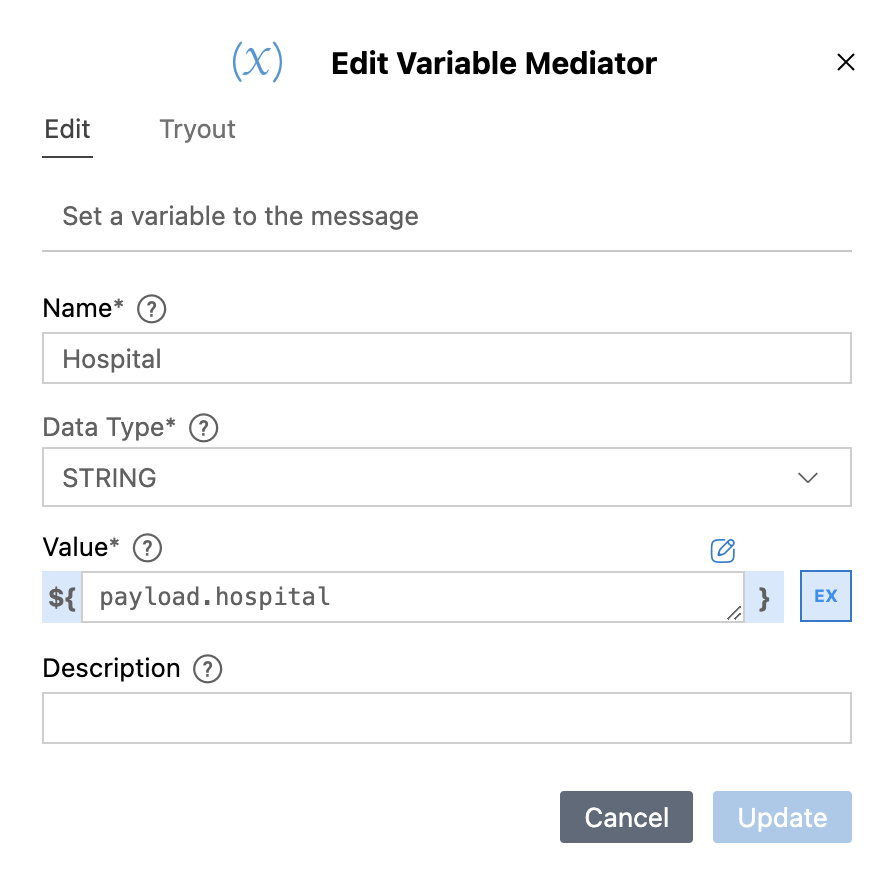 (x) Edit Variable Mediator
Edit Tryout
Set a variable to the message
Name*
Hospital
Data Type*
STRING
Value*
${ payload.hospital } EX
Description
Cancel Update